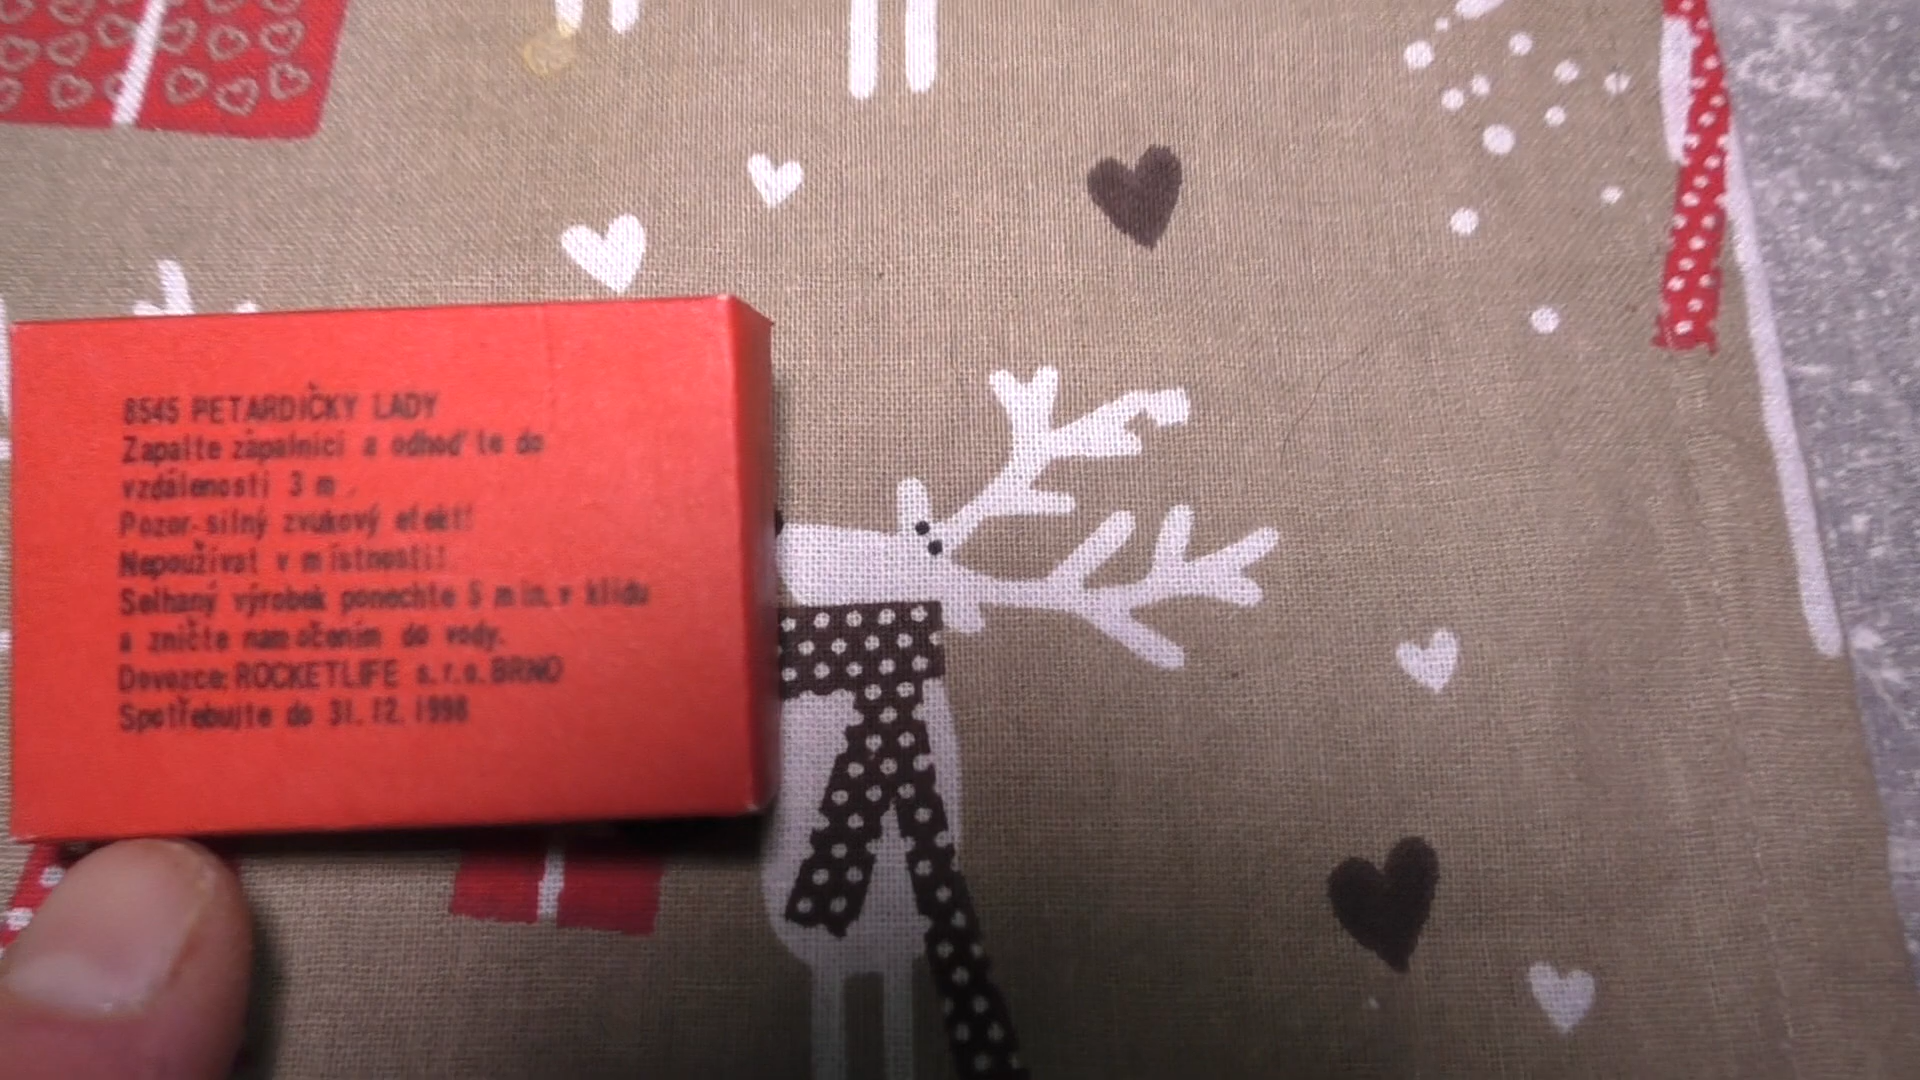 8545 PETARDIČKY LADY
Zapalte zápalnici a odhoďte do
vzdálenosti 3 m.
Pozor-silný zvukový efekt!
Nepoužívat v místnosti!
Selhaný výrobek ponechte 5 min. v klidu
a zničte namočením do vody.
Dovozce: ROCKETLIFE s.r.o. BRNO
Spotřebujte do 31.12.1998